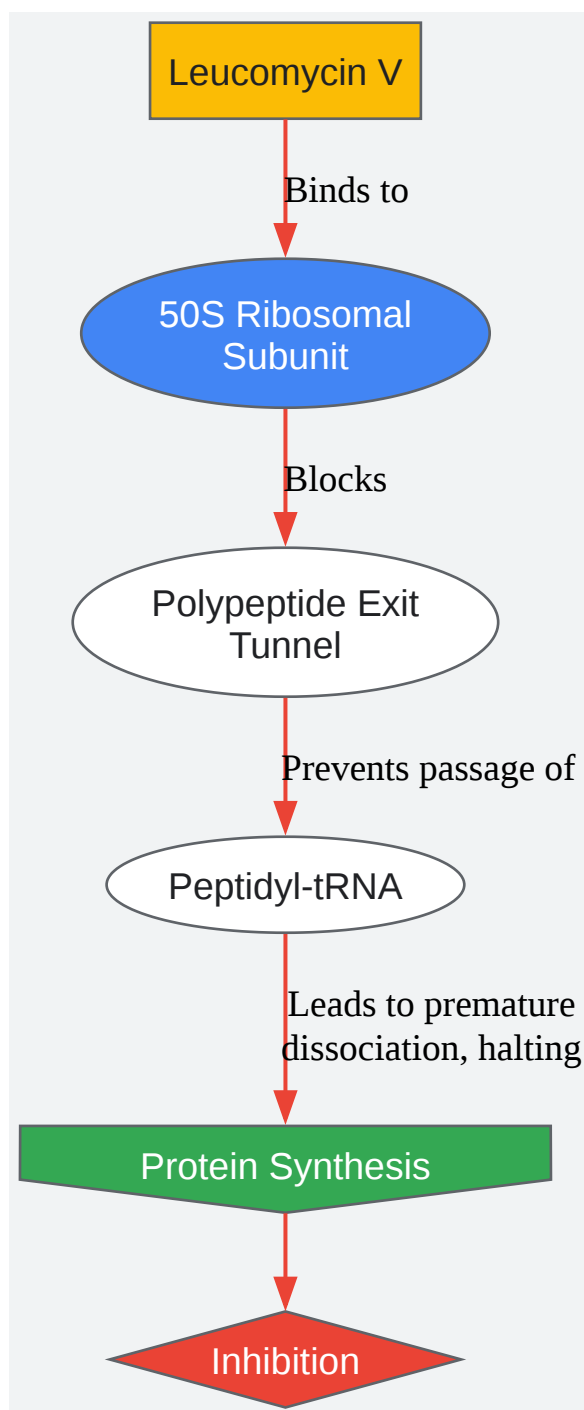 Leucomycin V
Binds to
50S Ribosomal
Subunit
Blocks
Polypeptide Exit
Tunnel
Prevents passage of
Peptidyl-tRNA
Leads to premature
dissociation, halting
Protein Synthesis
Inhibition